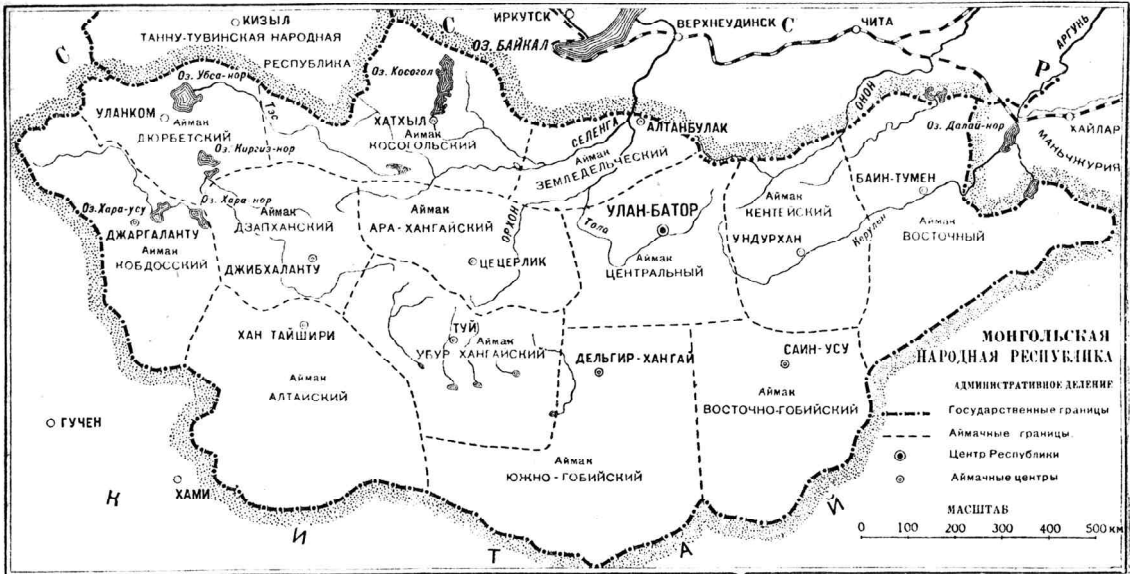 КИЗЫЛ
ТАННУ-ТУВИНСКАЯ НАРОДНАЯ
РЕСПУБЛИКА
С
С
С
Р
ИРКУТСК
ОЗ. БАЙКАЛ
ВЕРХНЕУДИНСК
ЧИТА
АРГУНЬ
Оз. Убса-нор
Оз. Косогол
УЛАНКОМ
Аймак
ДЮРБЕТСКИЙ
Тэс
ХАТХЫЛ
Аймак
КОСОГОЛЬСКИЙ
СЕЛЕНГА
АЛТАНБУЛАК
ОНОН
Оз. Далай-нор
ХАЙЛАР
МАНЬЧЖУРИЯ
Оз. Киргиз-нор
Аймак
ЗЕМЛЕДЕЛЬЧЕСКИЙ
БАИН-ТУМЕН
Оз. Хара-усу
Оз. Хара-нор
ДЖАРГАЛАНТУ
Аймак
КОБДОССКИЙ
Аймак
ДЗАПХАНСКИЙ
ДЖИБХАЛАНТУ
Аймак
АРА-ХАНГАЙСКИЙ
ЦЕЦЕРЛИК
ОРХОН
Тола
УЛАН-БАТОР
Аймак
ЦЕНТРАЛЬНЫЙ
Аймак
КЕНТЕЙСКИЙ
УНДУРХАН
Керулен
Аймак
ВОСТОЧНЫЙ
ХАН ТАЙШИРИ
Аймак
АЛТАЙСКИЙ
ТУЙ
Аймак
УБУР ХАНГАЙСКИЙ
ДЕЛЬГИР-ХАНГАЙ
САИН-УСУ
Аймак
ВОСТОЧНО-ГОБИЙСКИЙ
Аймак
ЮЖНО-ГОБИЙСКИЙ
ГУЧЕН
ХАМИ
К
И
Т
А
Й
МОНГОЛЬСКАЯ
НАРОДНАЯ РЕСПУБЛИКА
АДМИНИСТРАТИВНОЕ ДЕЛЕНИЕ
Государственные границы
Аймачные границы.
Центр Республики
Аймачные центры
МАСШТАБ
0 100 200 300 400 500 км